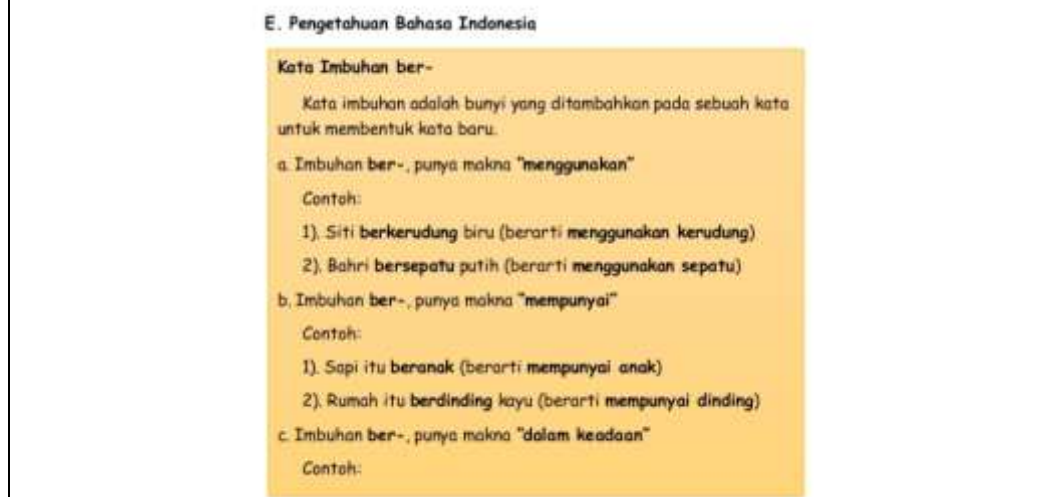 E. Pengetahuan Bahasa Indonesia
Kata Imbuhan ber-
Kata imbuhan adalah bunyi yang ditambahkan pada sebuah kata
untuk membentuk kata baru.
a. Imbuhan ber-, punya makna "menggunakan"
Contoh:
1). Siti berkerudung biru (berarti menggunakan kerudung)
2). Bahri bersepatu putih (berarti menggunakan sepatu)
b. Imbuhan ber-, punya makna "mempunyai"
Contoh:
1). Sapi itu beranak (berarti mempunyai anak)
2). Rumah itu berdinding kayu (berarti mempunyai dinding)
c. Imbuhan ber-, punya makna "dalam keadaan"
Contoh: